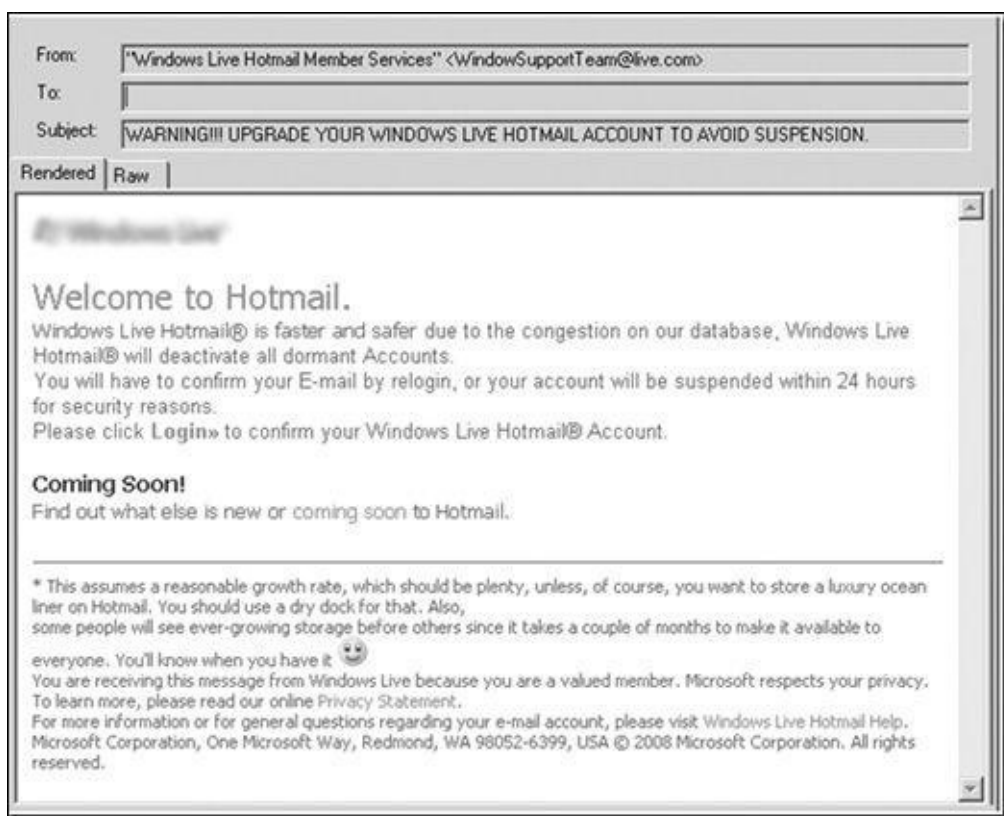 From: "Windows Live Hotmail Member Services" <WindowSupportTeam@live.com>
To:
Subject: WARNING!!! UPGRADE YOUR WINDOWS LIVE HOTMAIL ACCOUNT TO AVOID SUSPENSION.
Rendered Raw
Windows Live
Welcome to Hotmail.
Windows Live Hotmail® is faster and safer due to the congestion on our database, Windows Live
Hotmail® will deactivate all dormant Accounts.
You will have to confirm your E-mail by relogin, or your account will be suspended within 24 hours
for security reasons.
Please click Login» to confirm your Windows Live Hotmail® Account.
Coming Soon!
Find out what else is new or coming soon to Hotmail.
* This assumes a reasonable growth rate, which should be plenty, unless, of course, you want to store a luxury ocean
liner on Hotmail. You should use a dry dock for that. Also,
some people will see ever-growing storage before others since it takes a couple of months to make it available to
everyone. You'll know when you have it
You are receiving this message from Windows Live because you are a valued member. Microsoft respects your privacy.
To learn more, please read our online Privacy Statement.
For more information or for general questions regarding your e-mail account, please visit Windows Live Hotmail Help.
Microsoft Corporation, One Microsoft Way, Redmond, WA 98052-6399, USA © 2008 Microsoft Corporation. All rights
reserved.